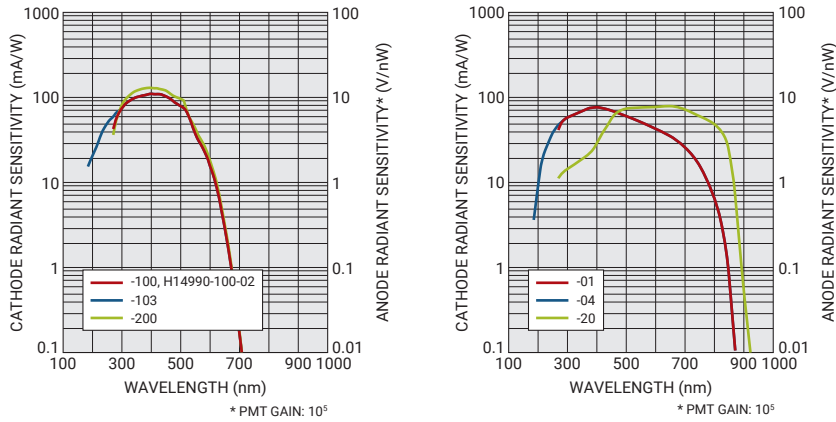 CATHODE RADIANT SENSITIVITY (mA/W)
1000
100
10
1
0.1
100
10
1
0.1
0.01
ANODE RADIANT SENSITIVITY* (V/nW)
-100, H14990-100-02
-103
-200
100 300 500 700 900 1000
WAVELENGTH (nm)
* PMT GAIN: 10⁵
CATHODE RADIANT SENSITIVITY (mA/W)
1000
100
10
1
0.1
100
10
1
0.1
0.01
ANODE RADIANT SENSITIVITY* (V/nW)
-01
-04
-20
100 300 500 700 900 1000
WAVELENGTH (nm)
* PMT GAIN: 10⁵